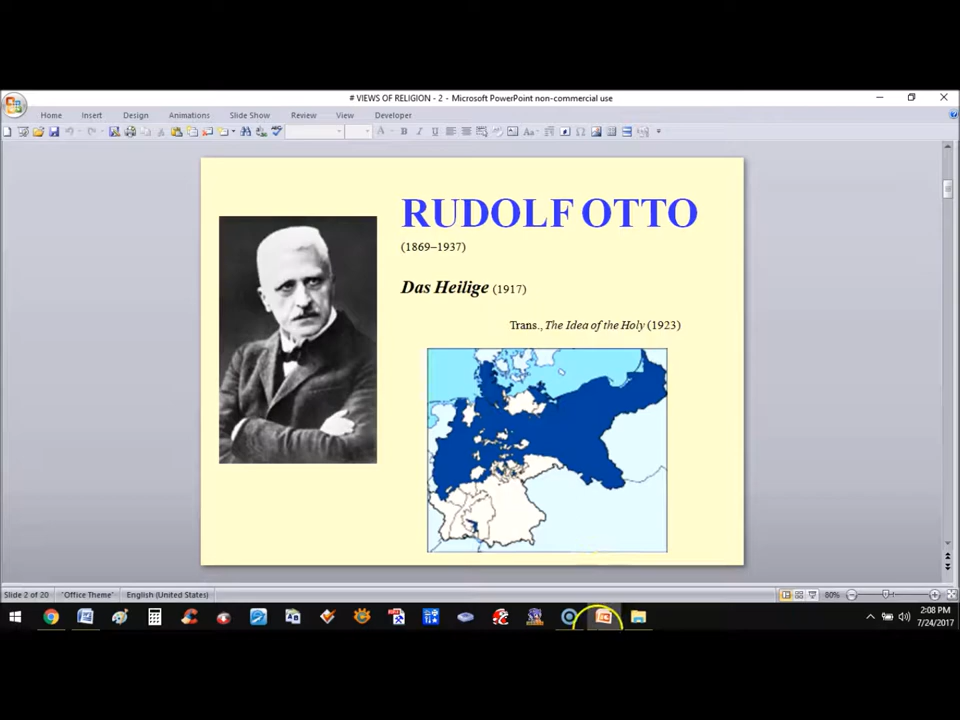 # VIEWS OF RELIGION - 2 - Microsoft PowerPoint non-commercial use
Home Insert Design Animations Slide Show Review View Developer
RUDOLF OTTO
(1869–1937)
Das Heilige (1917)
Trans., The Idea of the Holy (1923)
Slide 2 of 20 "Office Theme" English (United States) 80%
2:08 PM
7/24/2017